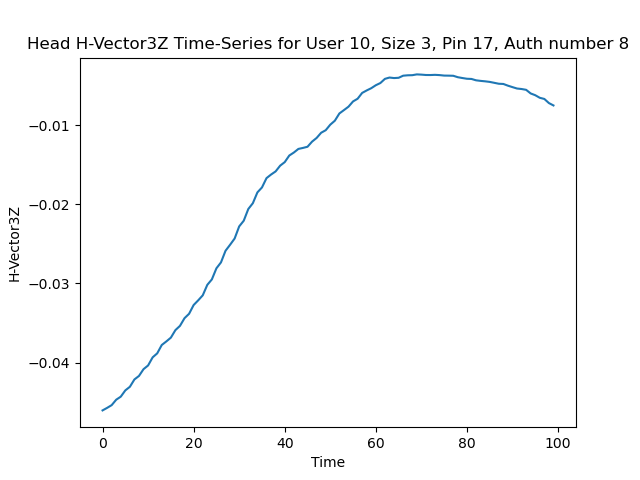 Head H-Vector3Z Time-Series for User 10, Size 3, Pin 17, Auth number 8
H-Vector3Z
−0.01
−0.02
−0.03
−0.04
0 20 40 60 80 100
Time